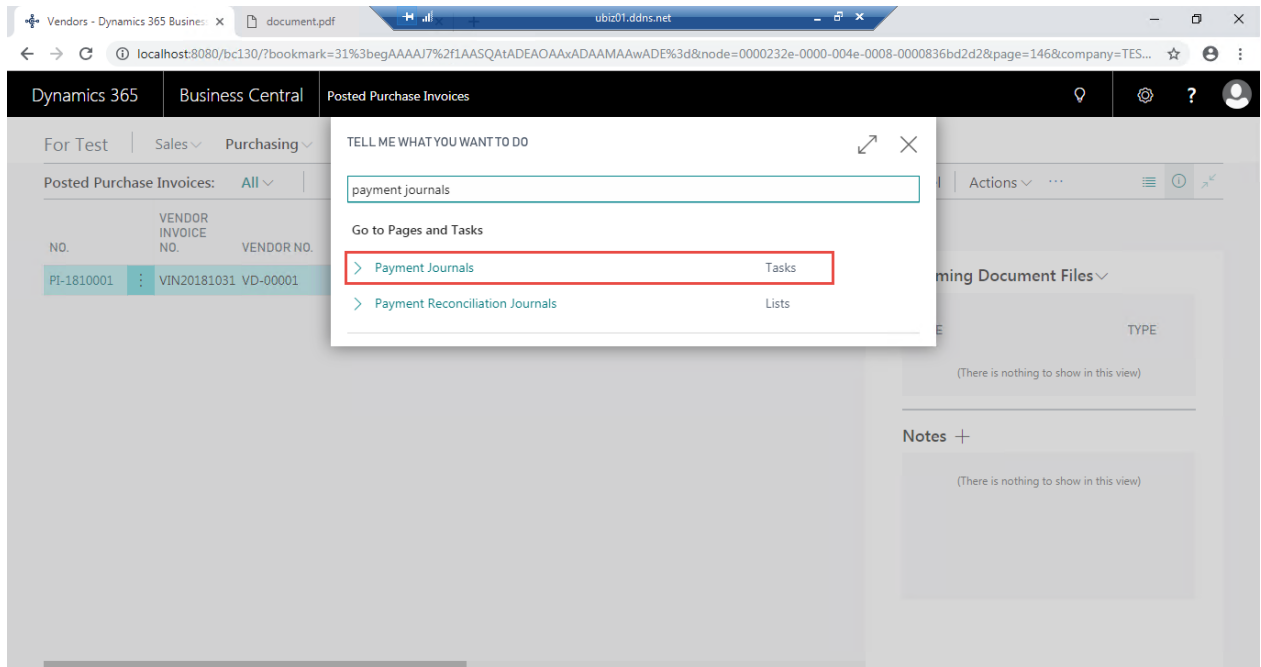 Vendors - Dynamics 365 Busines
document.pdf
ubiz01.ddns.net
localhost:8080/bc130/?bookmark=31%3begAAAAJ7%2f1AASQAtADEAOAAxADAAMAAwADE%3d&node=0000232e-0000-004e-0008-0000836bd2d2&page=146&company=TES...
Dynamics 365 Business Central Posted Purchase Invoices ?
For Test Sales Purchasing
TELL ME WHAT YOU WANT TO DO
Posted Purchase Invoices: All
payment journals
Actions ...
VENDOR
INVOICE
NO. NO. VENDOR NO.
Go to Pages and Tasks
PI-1810001 VIN20181031 VD-00001
Payment Journals Tasks
Payment Reconciliation Journals Lists
ming Document Files
E TYPE
(There is nothing to show in this view)
Notes
(There is nothing to show in this view)